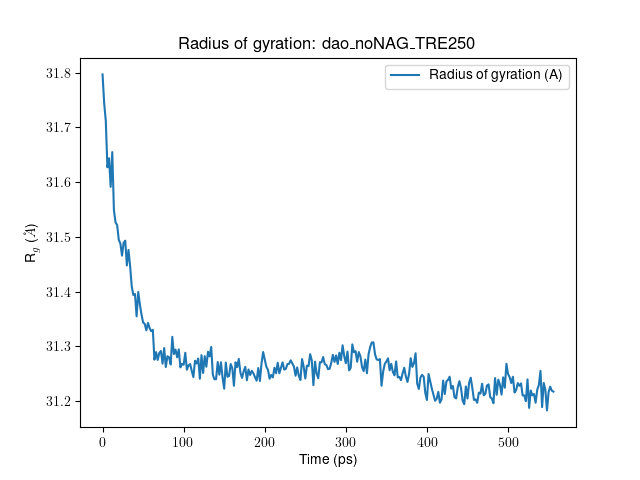 Radius of gyration: dao_noNAG_TRE250
Radius of gyration (A)
31.8
31.7
31.6
31.5
31.4
31.3
31.2
R_g (Å)
0 100 200 300 400 500
Time (ps)